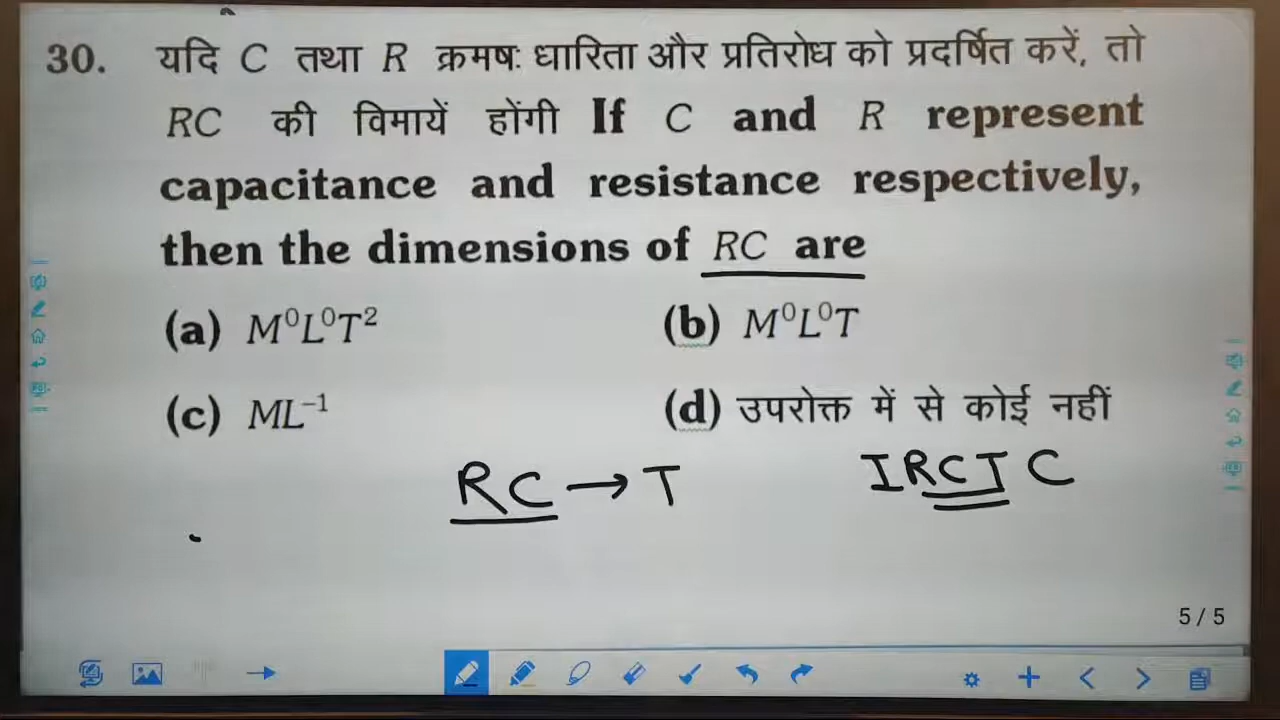 30. यदि C तथा R क्रमषः धारिता और प्रतिरोध को प्रदर्षित करें, तो
RC की विमायें होंगी If C and R represent
capacitance and resistance respectively,
then the dimensions of RC are
(a) M⁰L⁰T² (b) M⁰L⁰T
(c) ML⁻¹ (d) उपरोक्त में से कोई नहीं
RC → T IRCTC
5 / 5